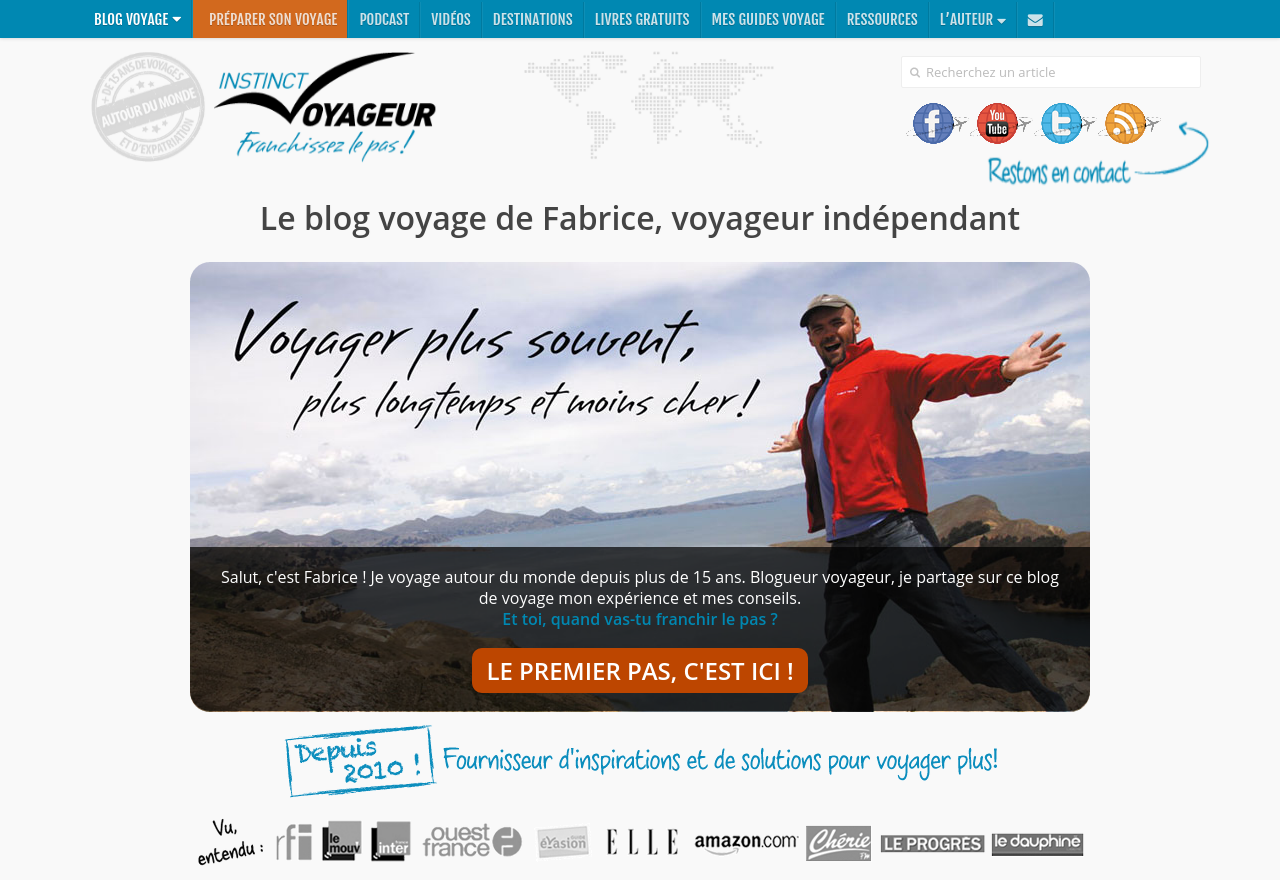 BLOG VOYAGE PRÉPARER SON VOYAGE PODCAST VIDÉOS DESTINATIONS LIVRES GRATUITS MES GUIDES VOYAGE RESSOURCES L'AUTEUR
+ DE 15 ANS DE VOYAGES
AUTOUR DU MONDE
ET D'EXPATRIATION
INSTINCT
VOYAGEUR
Franchissez le pas !
Recherchez un article
You
Tube
Restons en contact
Le blog voyage de Fabrice, voyageur indépendant
Voyager plus souvent,
plus longtemps et moins cher !
Salut, c'est Fabrice ! Je voyage autour du monde depuis plus de 15 ans. Blogueur voyageur, je partage sur ce blog
de voyage mon expérience et mes conseils.
Et toi, quand vas-tu franchir le pas ?
LE PREMIER PAS, C'EST ICI !
Depuis
2010 !
Fournisseur d'inspirations et de solutions pour voyager plus!
Vu,
entendu :
rfi
le
mouv
inter
ouest
france
évasion
ELLE
amazon.com
Chérie
FM
LE PROGRES
le dauphine